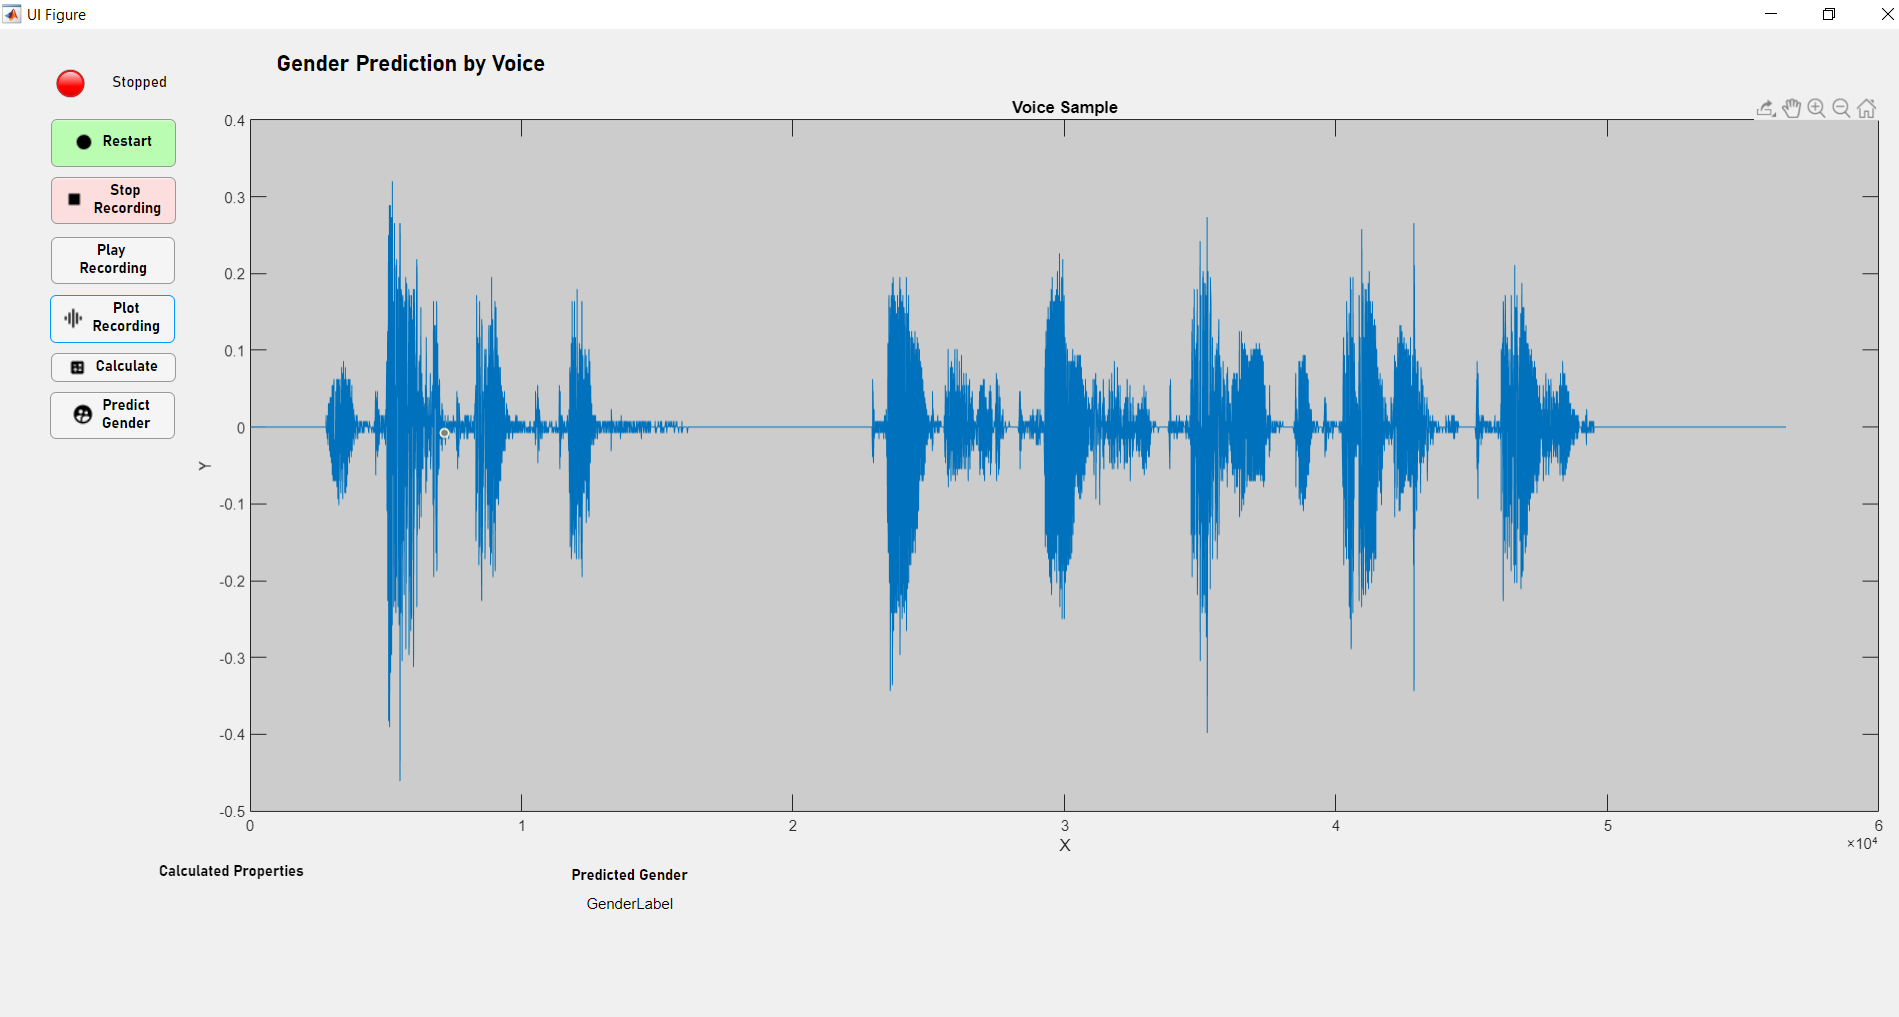 UI Figure
Gender Prediction by Voice
Stopped
Restart
Stop
Recording
Play
Recording
Plot
Recording
Calculate
Predict
Gender
Voice Sample
0.4
0.3
0.2
0.1
0
-0.1
-0.2
-0.3
-0.4
-0.5
Y
0 1 2 3 4 5 6
X
×10⁴
Calculated Properties
Predicted Gender
GenderLabel